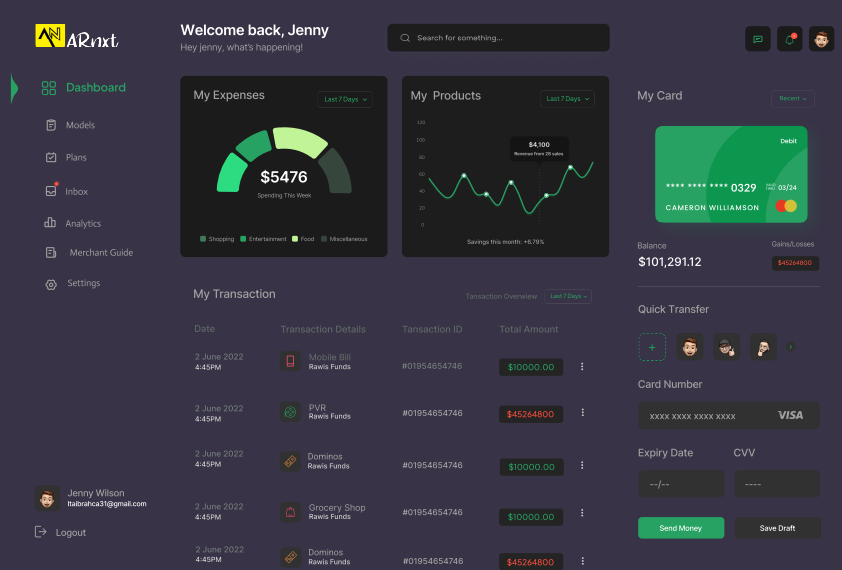 ARnxt
Welcome back, Jenny
Hey jenny, what's happening!
Search for something...
Dashboard
Models
Plans
Inbox
Analytics
Merchant Guide
Settings
Jenny Wilson
ltaibrahca31@gmail.com
Logout
My Expenses
Last 7 Days
$5476
Spending This Week
Shopping
Entertainment
Food
Miscellaneous
My Products
Last 7 Days
120
100
80
60
40
20
0
$4,100
Revenue from 28 sales
Savings this month: +6.79%
My Transaction
Tansaction Overwiew
Last 7 Days
Date Transaction Details Tansaction ID Total Amount
2 June 2022 Mobile Bill
4:45PM Rawis Funds #01954654746 $10000.00
2 June 2022 PVR
4:45PM Rawis Funds #01954654746 $45264800
2 June 2022 Dominos
4:45PM Rawis Funds #01954654746 $10000.00
2 June 2022 Grocery Shop
4:45PM Rawis Funds #01954654746 $10000.00
2 June 2022 Dominos
4:45PM Rawis Funds #01954654746 $45264800
My Card
Recent
Debit
**** **** **** 0329 03/24
CAMERON WILLIAMSON
Balance Gains/Losses
$101,291.12 $45264800
Quick Transfer
Card Number
xxxx xxxx xxxx xxxx VISA
Expiry Date CVV
--/-- ----
Send Money Save Draft